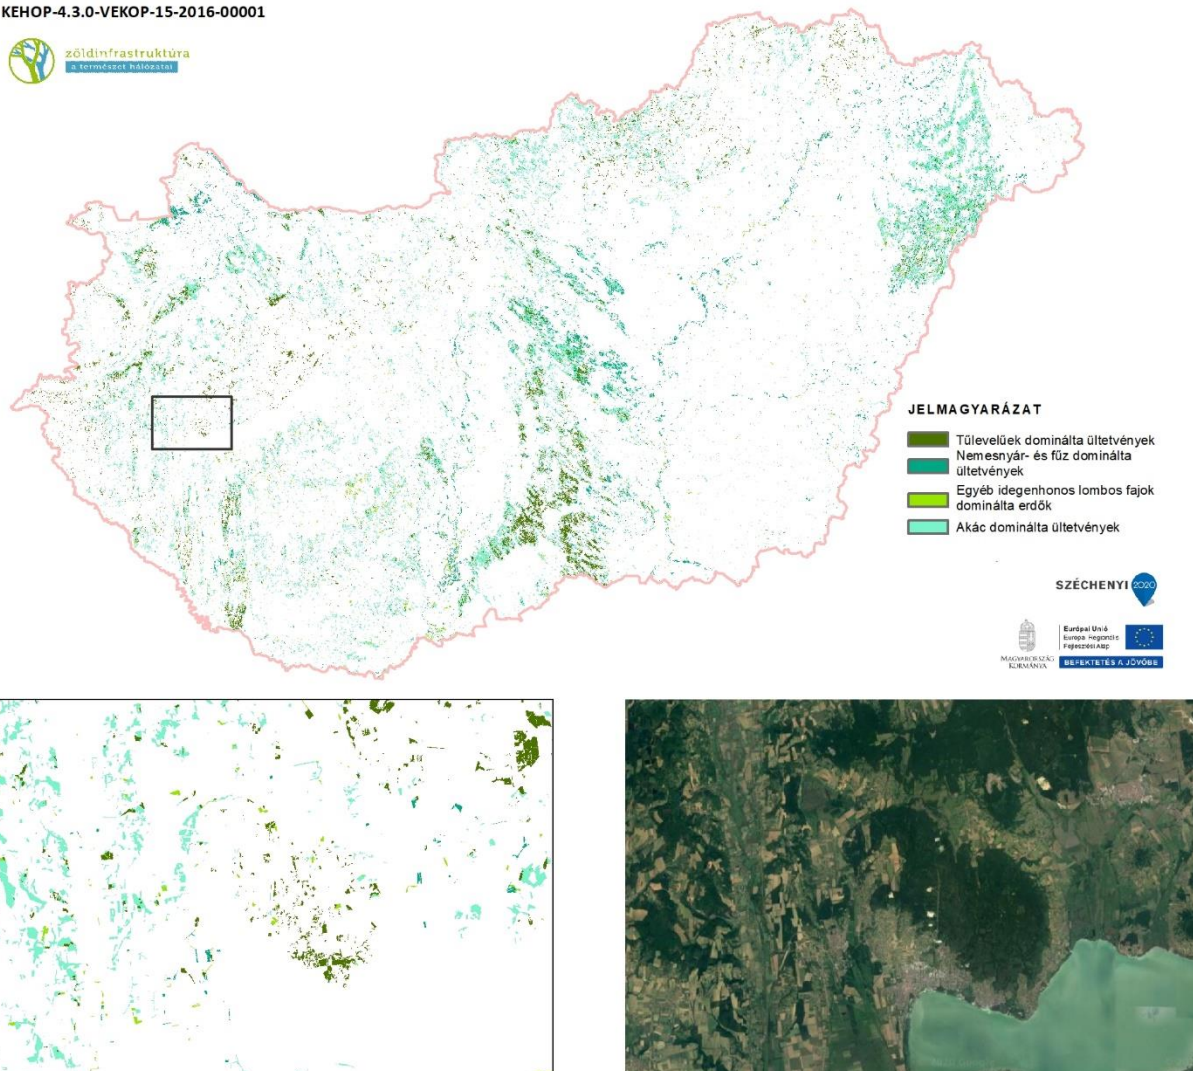 KEHOP-4.3.0-VEKOP-15-2016-00001
zöldinfrastruktúra
a természet hálózatai
JELMAGYARÁZAT
Tűlevelűek dominálta ültetvények
Nemesnyár- és fűz dominálta
ültetvények
Egyéb idegenhonos lombos fajok
dominálta erdők
Akác dominálta ültetvények
SZÉCHENYI 2020
MAGYARORSZÁG
KORMÁNYA
Európai Unió
Európai Regionális
Fejlesztési Alap
BEFEKTETÉS A JÖVŐBE